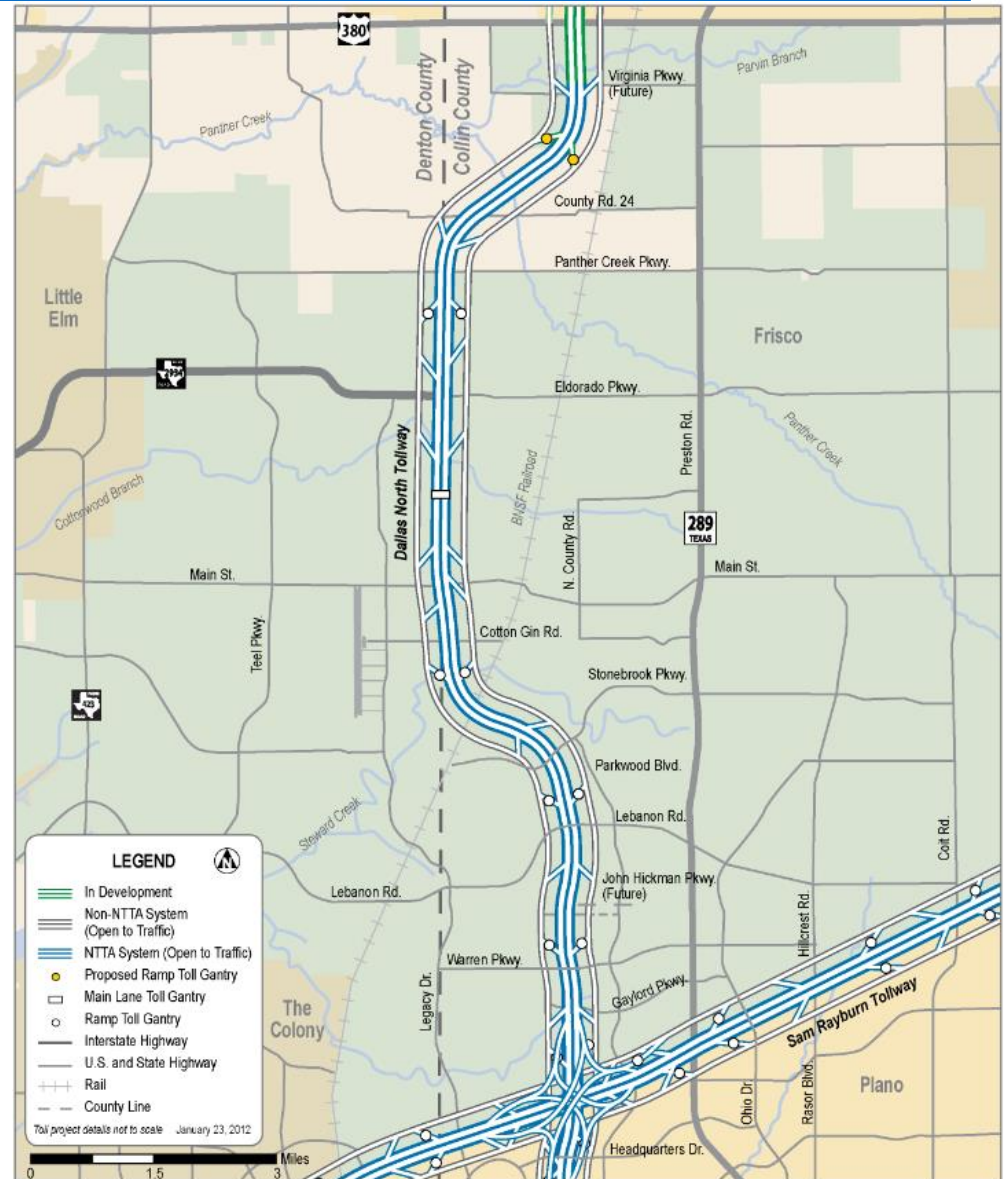 380
Denton County
Collin County
Virginia Pkwy.
(Future)
Parvin Branch
Panther Creek
County Rd. 24
Panther Creek Pkwy.
Little
Elm
Frisco
Eldorado Pkwy.
Dallas North Tollway
BNSF Railroad
Preston Rd.
Panther Creek
Cottonwood Branch
N. County Rd.
289
TEXAS
Main St.
Main St.
Teel Pkwy.
Cotton Gin Rd.
Stonebrook Pkwy.
423
Parkwood Blvd.
Lebanon Rd.
Steward Creek
Coit Rd.
Lebanon Rd.
John Hickman Pkwy.
(Future)
Hillcrest Rd.
Warren Pkwy.
Legacy Dr.
Gaylord Pkwy.
The
Colony
Sam Rayburn Tollway
Plano
Ohio Dr.
Rasor Blvd.
Headquarters Dr.
LEGEND
N
In Development
Non-NTTA System
(Open to Traffic)
NTTA System (Open to Traffic)
Proposed Ramp Toll Gantry
Main Lane Toll Gantry
Ramp Toll Gantry
Interstate Highway
U.S. and State Highway
Rail
County Line
Toll project details not to scale January 23, 2012
Miles
0 1.5 3